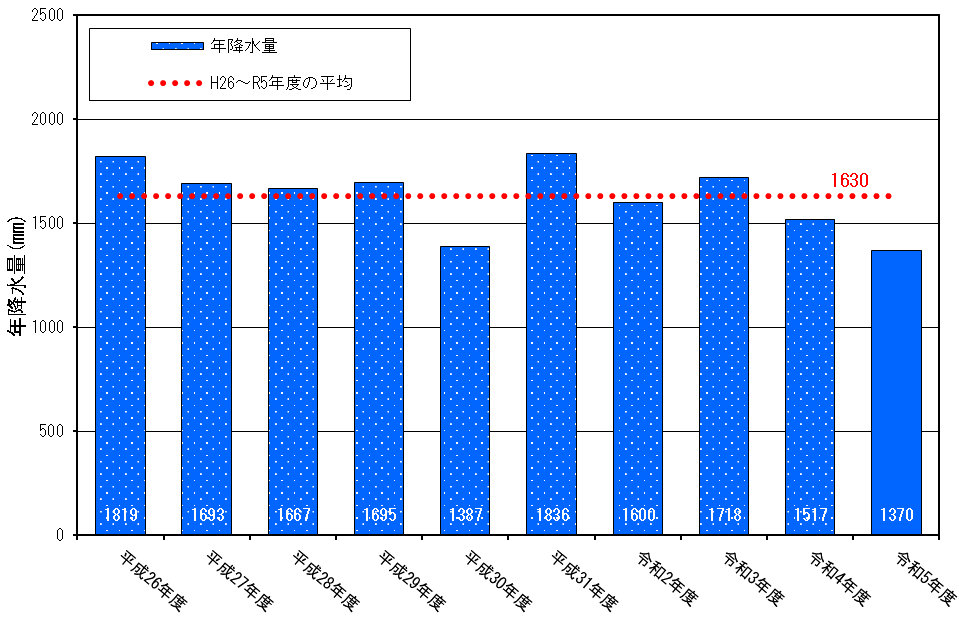 2500
2000
1500
1000
500
0
年降水量(mm)
年降水量
H26～R5年度の平均
1630
1819
1693
1667
1695
1387
1836
1600
1718
1517
1370
平成26年度
平成27年度
平成28年度
平成29年度
平成30年度
平成31年度
令和2年度
令和3年度
令和4年度
令和5年度